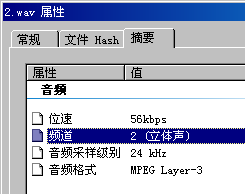 2.wav 属性
常规 文件 Hash 摘要
属性 值
音频
位速 56kbps
频道 2 (立体声)
音频采样级别 24 kHz
音频格式 MPEG Layer-3